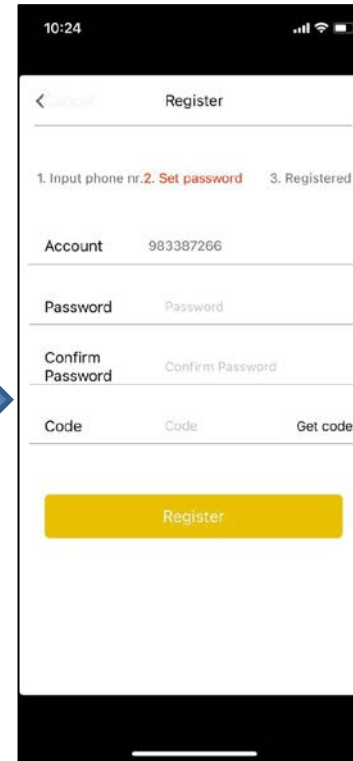 10:24
Cancel Register
1. Input phone nr.2. Set password 3. Registered
Account 983387266
Password Password
Confirm Password Confirm Password
Code Code Get code
Register